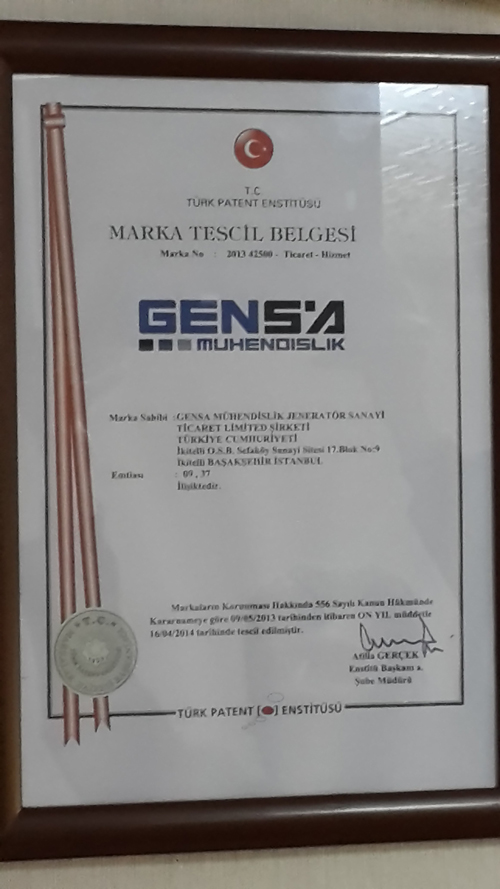 T.C
TÜRK PATENT ENSTİTÜSÜ
MARKA TESCİL BELGESİ
Marka No : 2013 42500 - Ticaret - Hizmet
GENSA
MUHENDISLIK
Marka Sahibi : GENSA MÜHENDİSLİK JENERATÖR SANAYİ
TİCARET LİMİTED ŞİRKETİ
TÜRKİYE CUMHURİYETİ
İkitelli O.S.B. Sefaköy Sanayi Sitesi 17.Blok No:9
İkitelli BAŞAKŞEHİR İSTANBUL
Emtiası : 09 , 37
İlişiktedir.
Markaların Korunması Hakkında 556 Sayılı Kanun Hükmünde
Kararnameye göre 09/05/2013 tarihinden itibaren ON YIL müddetle
16/04/2014 tarihinde tescil edilmiştir.
Atilla GERÇEK
Enstitü Başkanı a.
Şube Müdürü
T.C.
TÜRK PATENT ENSTİTÜSÜ